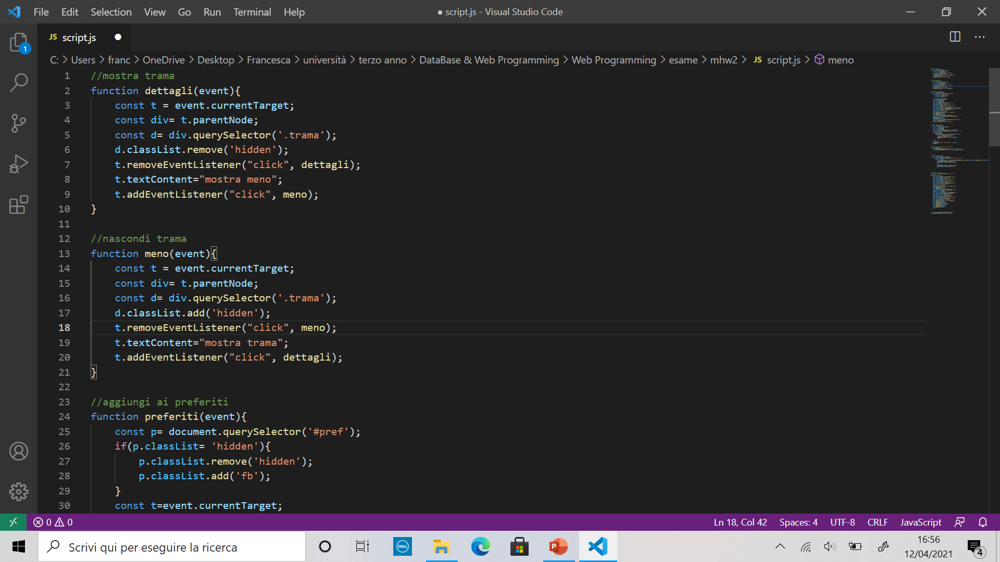 File Edit Selection View Go Run Terminal Help
● script.js - Visual Studio Code
JS script.js ●
1
C: > Users > franc > OneDrive > Desktop > Francesca > università > terzo anno > DataBase & Web Programming > Web Programming > esame > mhw2 > JS script.js > meno
1 //mostra trama
2 function dettagli(event){
3     const t = event.currentTarget;
4     const div= t.parentNode;
5     const d= div.querySelector('.trama');
6     d.classList.remove('hidden');
7     t.removeEventListener("click", dettagli);
8     t.textContent="mostra meno";
9     t.addEventListener("click", meno);
10 }
11
12 //nascondi trama
13 function meno(event){
14     const t = event.currentTarget;
15     const div= t.parentNode;
16     const d= div.querySelector('.trama');
17     d.classList.add('hidden');
18     t.removeEventListener("click", meno);
19     t.textContent="mostra trama";
20     t.addEventListener("click", dettagli);
21 }
22
23 //aggiungi ai preferiti
24 function preferiti(event){
25     const p= document.querySelector('#pref');
26     if(p.classList= 'hidden'){
27         p.classList.remove('hidden');
28         p.classList.add('fb');
29     }
30     const t=event.currentTarget;
0 0
Ln 18, Col 42 Spaces: 4 UTF-8 CRLF JavaScript
Scrivi qui per eseguire la ricerca
DELL
P
16:56
12/04/2021
4